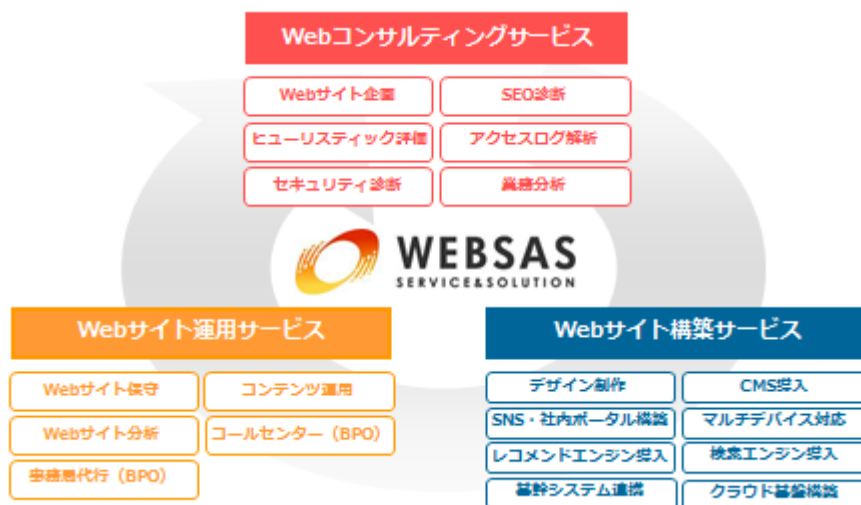 Webコンサルティングサービス
Webサイト企画
SEO診断
ヒューリスティック評価
アクセスログ解析
セキュリティ診断
業務分析
WEBSAS
SERVICE&SOLUTION
Webサイト運用サービス
Webサイト保守
コンテンツ運用
Webサイト分析
コールセンター（BPO）
事務局代行（BPO）
Webサイト構築サービス
デザイン制作
CMS導入
SNS・社内ポータル構築
マルチデバイス対応
レコメンドエンジン導入
検索エンジン導入
基幹システム連携
クラウド基盤構築